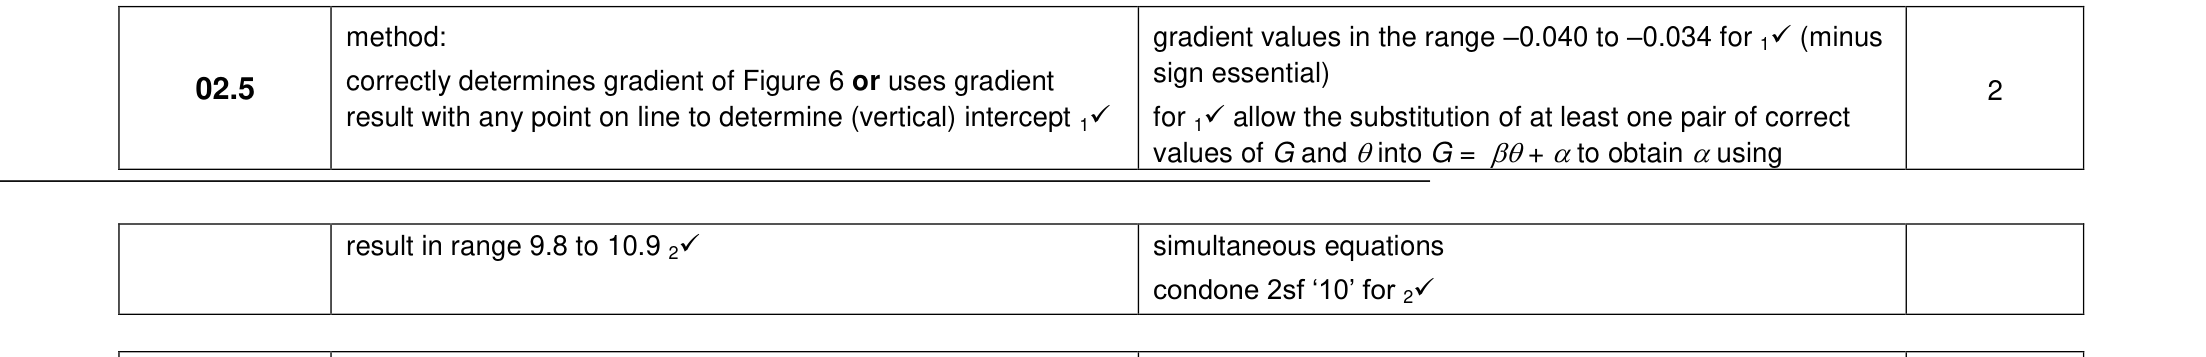 02.5
method:
correctly determines gradient of Figure 6 or uses gradient
result with any point on line to determine (vertical) intercept ₁✓
gradient values in the range –0.040 to –0.034 for ₁✓ (minus
sign essential)
for ₁✓ allow the substitution of at least one pair of correct
values of G and θ into G = βθ + α to obtain α using
2
result in range 9.8 to 10.9 ₂✓
simultaneous equations
condone 2sf ‘10’ for ₂✓